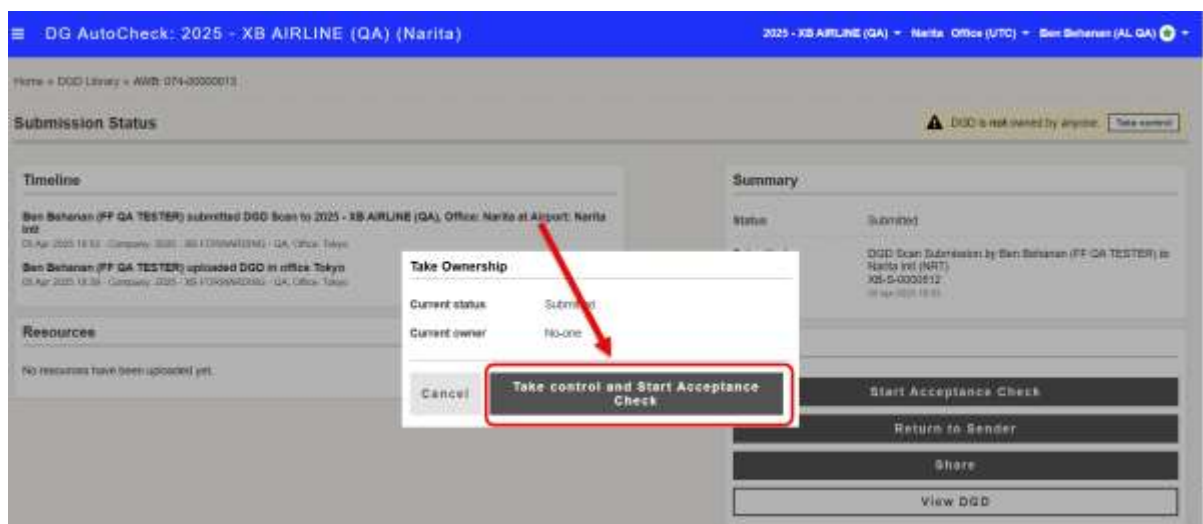 DG AutoCheck: 2025 - XB AIRLINE (QA) (Narita)
2025 - XB AIRLINE (QA)
Narita Office (UTC)
Ben Behanan (AL QA)
Home » DGD Library » AWB: 074-00000013
Submission Status
DGD is not owned by anyone.
Take control
Timeline
Ben Behanan (FF QA TESTER) submitted DGD Scan to 2025 - XB AIRLINE (QA), Office: Narita at Airport: Narita
Intl
Ben Behanan (FF QA TESTER) uploaded DGD in office Tokyo
Resources
No resources have been uploaded yet.
Summary
Status
Submitted
DGD Scan Submission by Ben Behanan (FF QA TESTER) to
Narita Intl (NRT)
XB-S-0000512
Take Ownership
Current status
Submitted
Current owner
No-one
Cancel
Take control and Start Acceptance
Check
Start Acceptance Check
Return to Sender
Share
View DGD